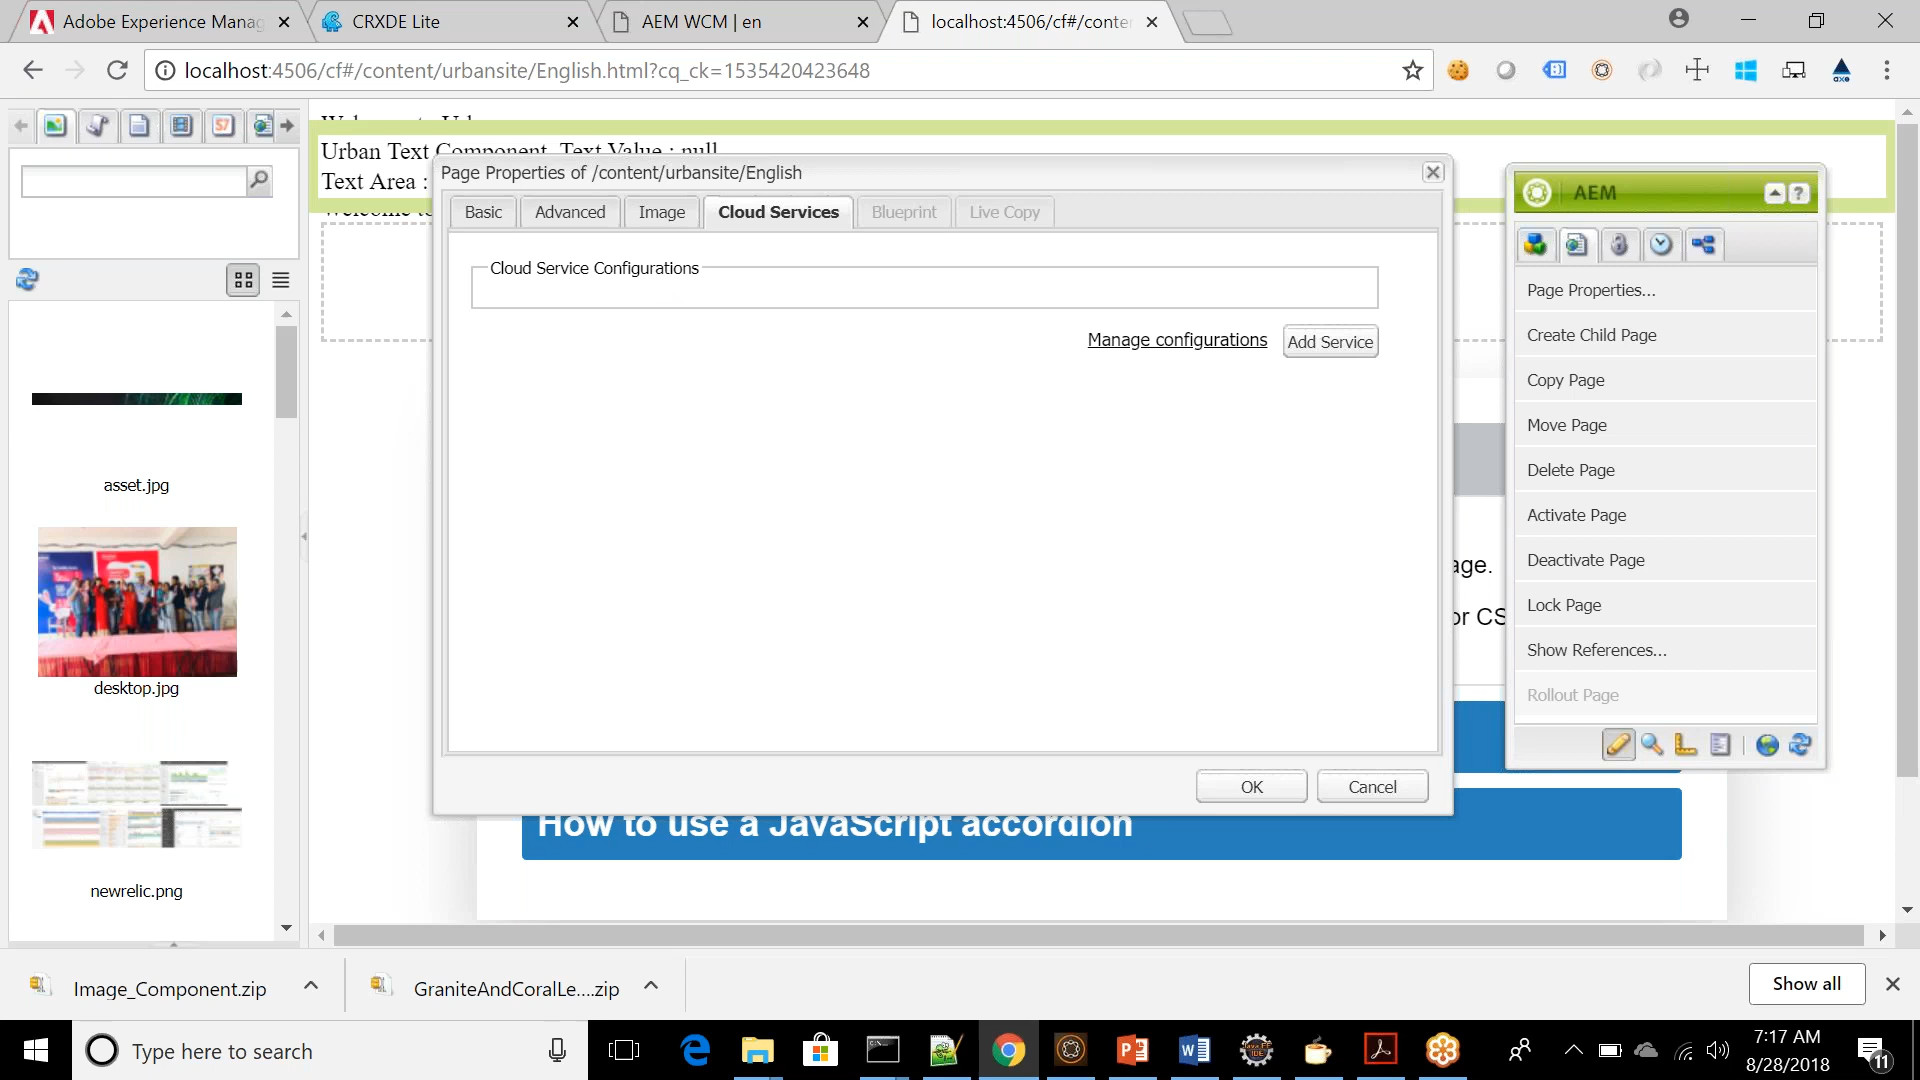 Adobe Experience Manag
CRXDE Lite
AEM WCM | en
localhost:4506/cf#/conte
localhost:4506/cf#/content/urbansite/English.html?cq_ck=1535420423648
Urban Text Component Text Value : null
Text Area :
Page Properties of /content/urbansite/English
Basic
Advanced
Image
Cloud Services
Blueprint
Live Copy
Cloud Service Configurations
Manage configurations
Add Service
OK
Cancel
AEM
Page Properties...
Create Child Page
Copy Page
Move Page
Delete Page
Activate Page
Deactivate Page
Lock Page
Show References...
Rollout Page
age.
or CS
How to use a JavaScript accordion
asset.jpg
desktop.jpg
newrelic.png
Image_Component.zip
GraniteAndCoralLe....zip
Show all
Type here to search
7:17 AM
8/28/2018
11